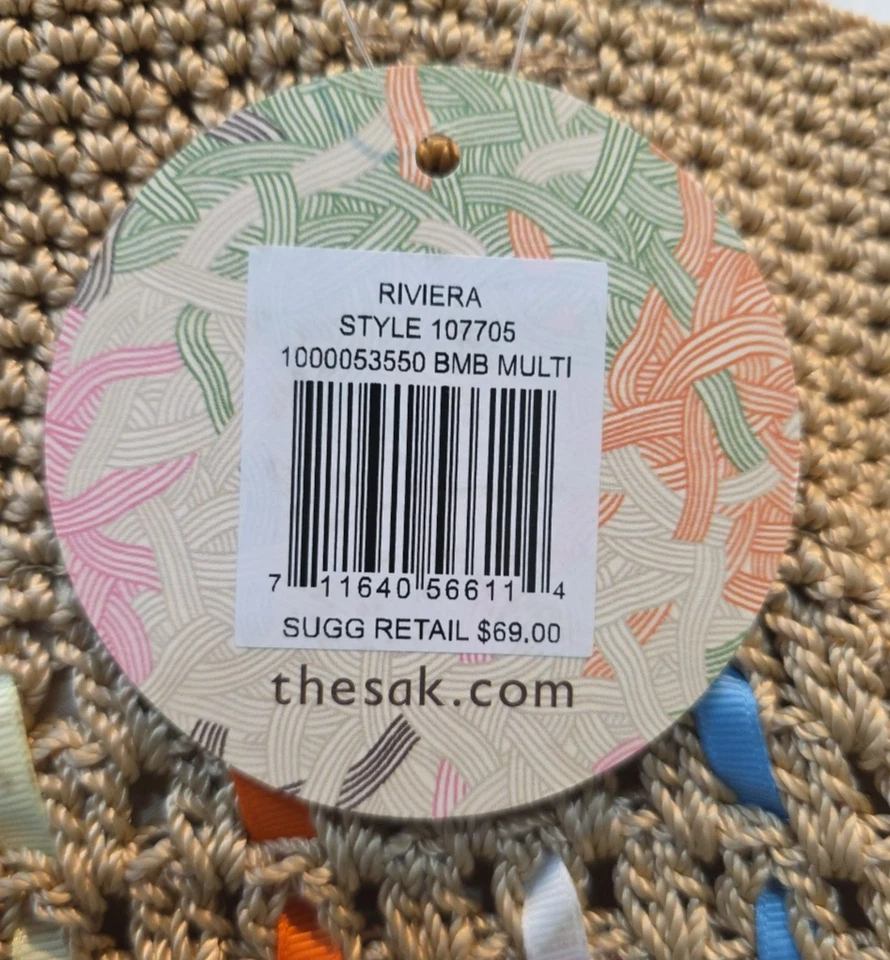 RIVIERA
STYLE 107705
1000053550 BMB MULTI
7 11640 56611 4
SUGG RETAIL $69.00
thesak.com